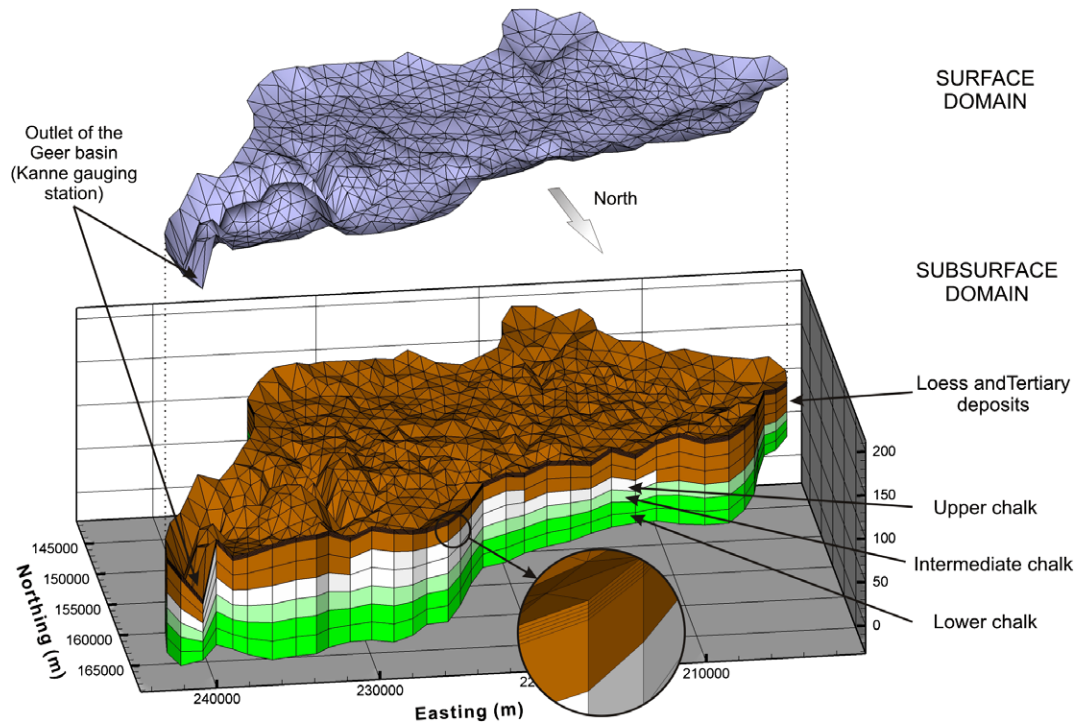 SURFACE
DOMAIN
Outlet of the
Geer basin
(Kanne gauging
station)
North
SUBSURFACE
DOMAIN
Loess andTertiary
deposits
200
150
100
50
0
Upper chalk
Intermediate chalk
Lower chalk
145000
150000
155000
160000
165000
Northing (m)
240000
230000
210000
Easting (m)